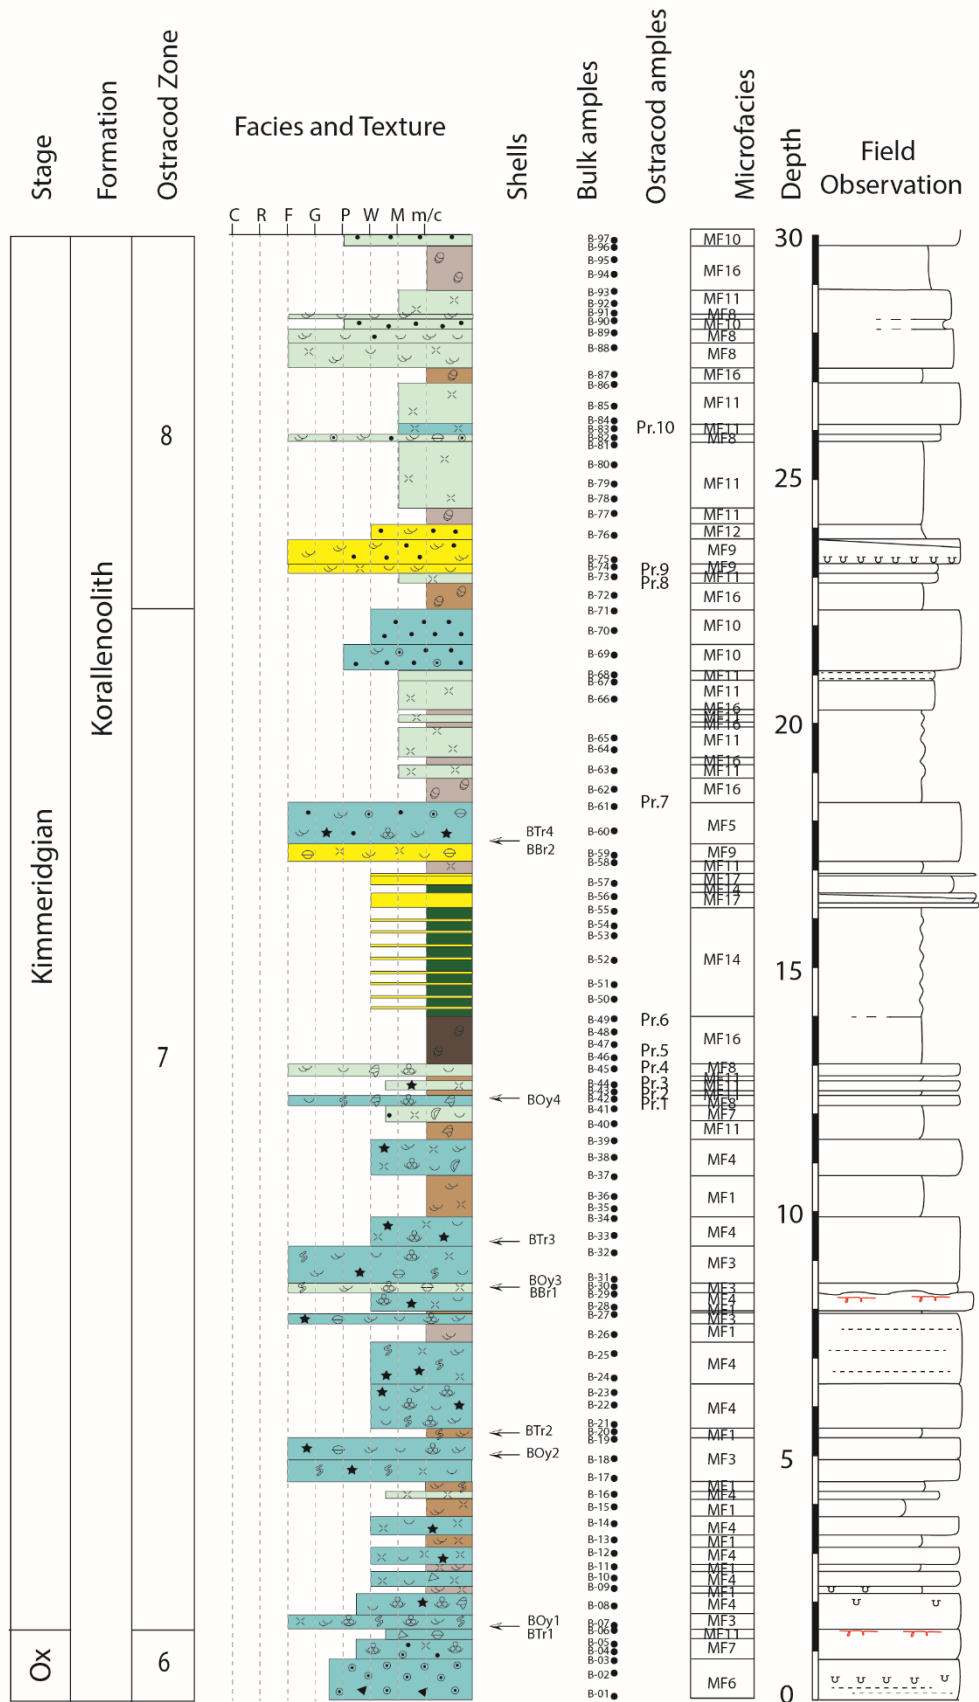 Stage
Formation
Ostracod Zone
Facies and Texture
Shells
Bulk amples
Ostracod amples
Microfacies
Depth
Field
Observation
C R F G P W M m/c
Kimmeridgian
Ox
Korallenoolith
8
7
6
BTr4
BBr2
BOy4
BTr3
BOy3
BBr1
BTr2
BOy2
BOy1
BTr1
B-97
B-96
B-95
B-94
B-93
B-92
B-91
B-90
B-89
B-88
B-87
B-86
B-85
B-84
B-83
B-82
B-81
B-80
B-79
B-78
B-77
B-76
B-75
B-74
B-73
B-72
B-71
B-70
B-69
B-68
B-67
B-66
B-65
B-64
B-63
B-62
B-61
B-60
B-59
B-58
B-57
B-56
B-55
B-54
B-53
B-52
B-51
B-50
B-49
B-48
B-47
B-46
B-45
B-44
B-43
B-42
B-41
B-40
B-39
B-38
B-37
B-36
B-35
B-34
B-33
B-32
B-31
B-30
B-29
B-28
B-27
B-26
B-25
B-24
B-23
B-22
B-21
B-20
B-19
B-18
B-17
B-16
B-15
B-14
B-13
B-12
B-11
B-10
B-09
B-08
B-07
B-06
B-05
B-04
B-03
B-02
B-01
Pr.10
Pr.9
Pr.8
Pr.7
Pr.6
Pr.5
Pr.4
Pr.3
Pr.2
Pr.1
MF10
MF16
MF11
MF8
MF10
MF8
MF8
MF16
MF11
MF11
MF8
MF11
MF11
MF12
MF9
MF9
MF11
MF16
MF10
MF10
MF11
MF11
MF16
MF11
MF16
MF11
MF16
MF11
MF16
MF5
MF9
MF11
MF17
MF14
MF17
MF14
MF16
MF8
MF11
MF11
MF8
MF7
MF11
MF4
MF1
MF4
MF3
MF3
MF4
MF1
MF3
MF1
MF4
MF4
MF1
MF3
MF1
MF4
MF1
MF4
MF1
MF4
MF1
MF4
MF1
MF4
MF3
MF11
MF7
MF6
30
25
20
15
10
5
0